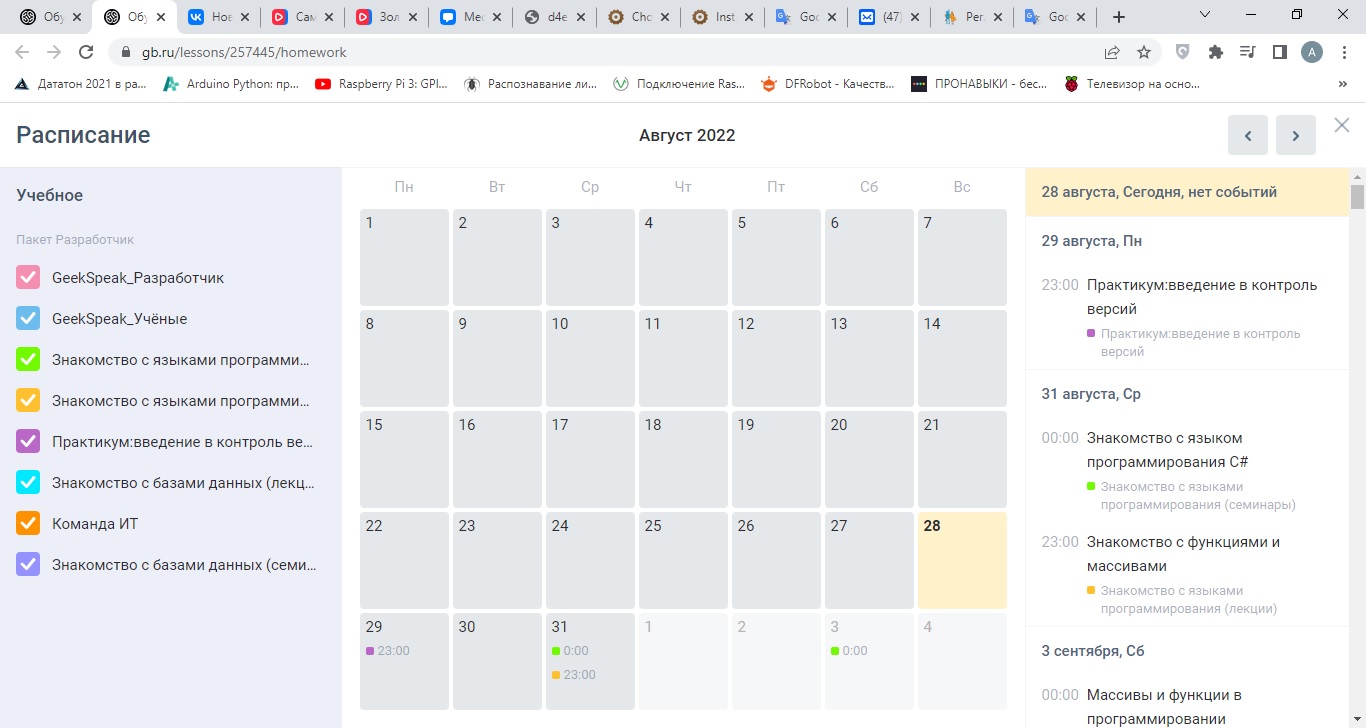 Обу
Обу
Нов
Сам
Зол
Мес
d4e
Cho
Inst
Goo
(47)
Рег
Goo
gb.ru/lessons/257445/homework
A
Дататон 2021 в ра...
Arduino Python: пр...
Raspberry Pi 3: GPI...
Распознавание ли...
Подключение Ras...
DFRobot - Качеств...
ПРОНАВЫКИ - бес...
Телевизор на осно...
Расписание
Август 2022
Учебное
Пакет Разработчик
GeekSpeak_Разработчик
GeekSpeak_Учёные
Знакомство с языками программи...
Знакомство с языками программи...
Практикум:введение в контроль ве...
Знакомство с базами данных (лекц...
Команда ИТ
Знакомство с базами данных (семи...
Пн Вт Ср Чт Пт Сб Вс
1 2 3 4 5 6 7
8 9 10 11 12 13 14
15 16 17 18 19 20 21
22 23 24 25 26 27 28
29 30 31 1 2 3 4
23:00 0:00 0:00
23:00
28 августа, Сегодня, нет событий
29 августа, Пн
23:00 Практикум:введение в контроль
версий
Практикум:введение в контроль
версий
31 августа, Ср
00:00 Знакомство с языком
программирования C#
Знакомство с языками
программирования (семинары)
23:00 Знакомство с функциями и
массивами
Знакомство с языками
программирования (лекции)
3 сентября, Сб
00:00 Массивы и функции в
программировании